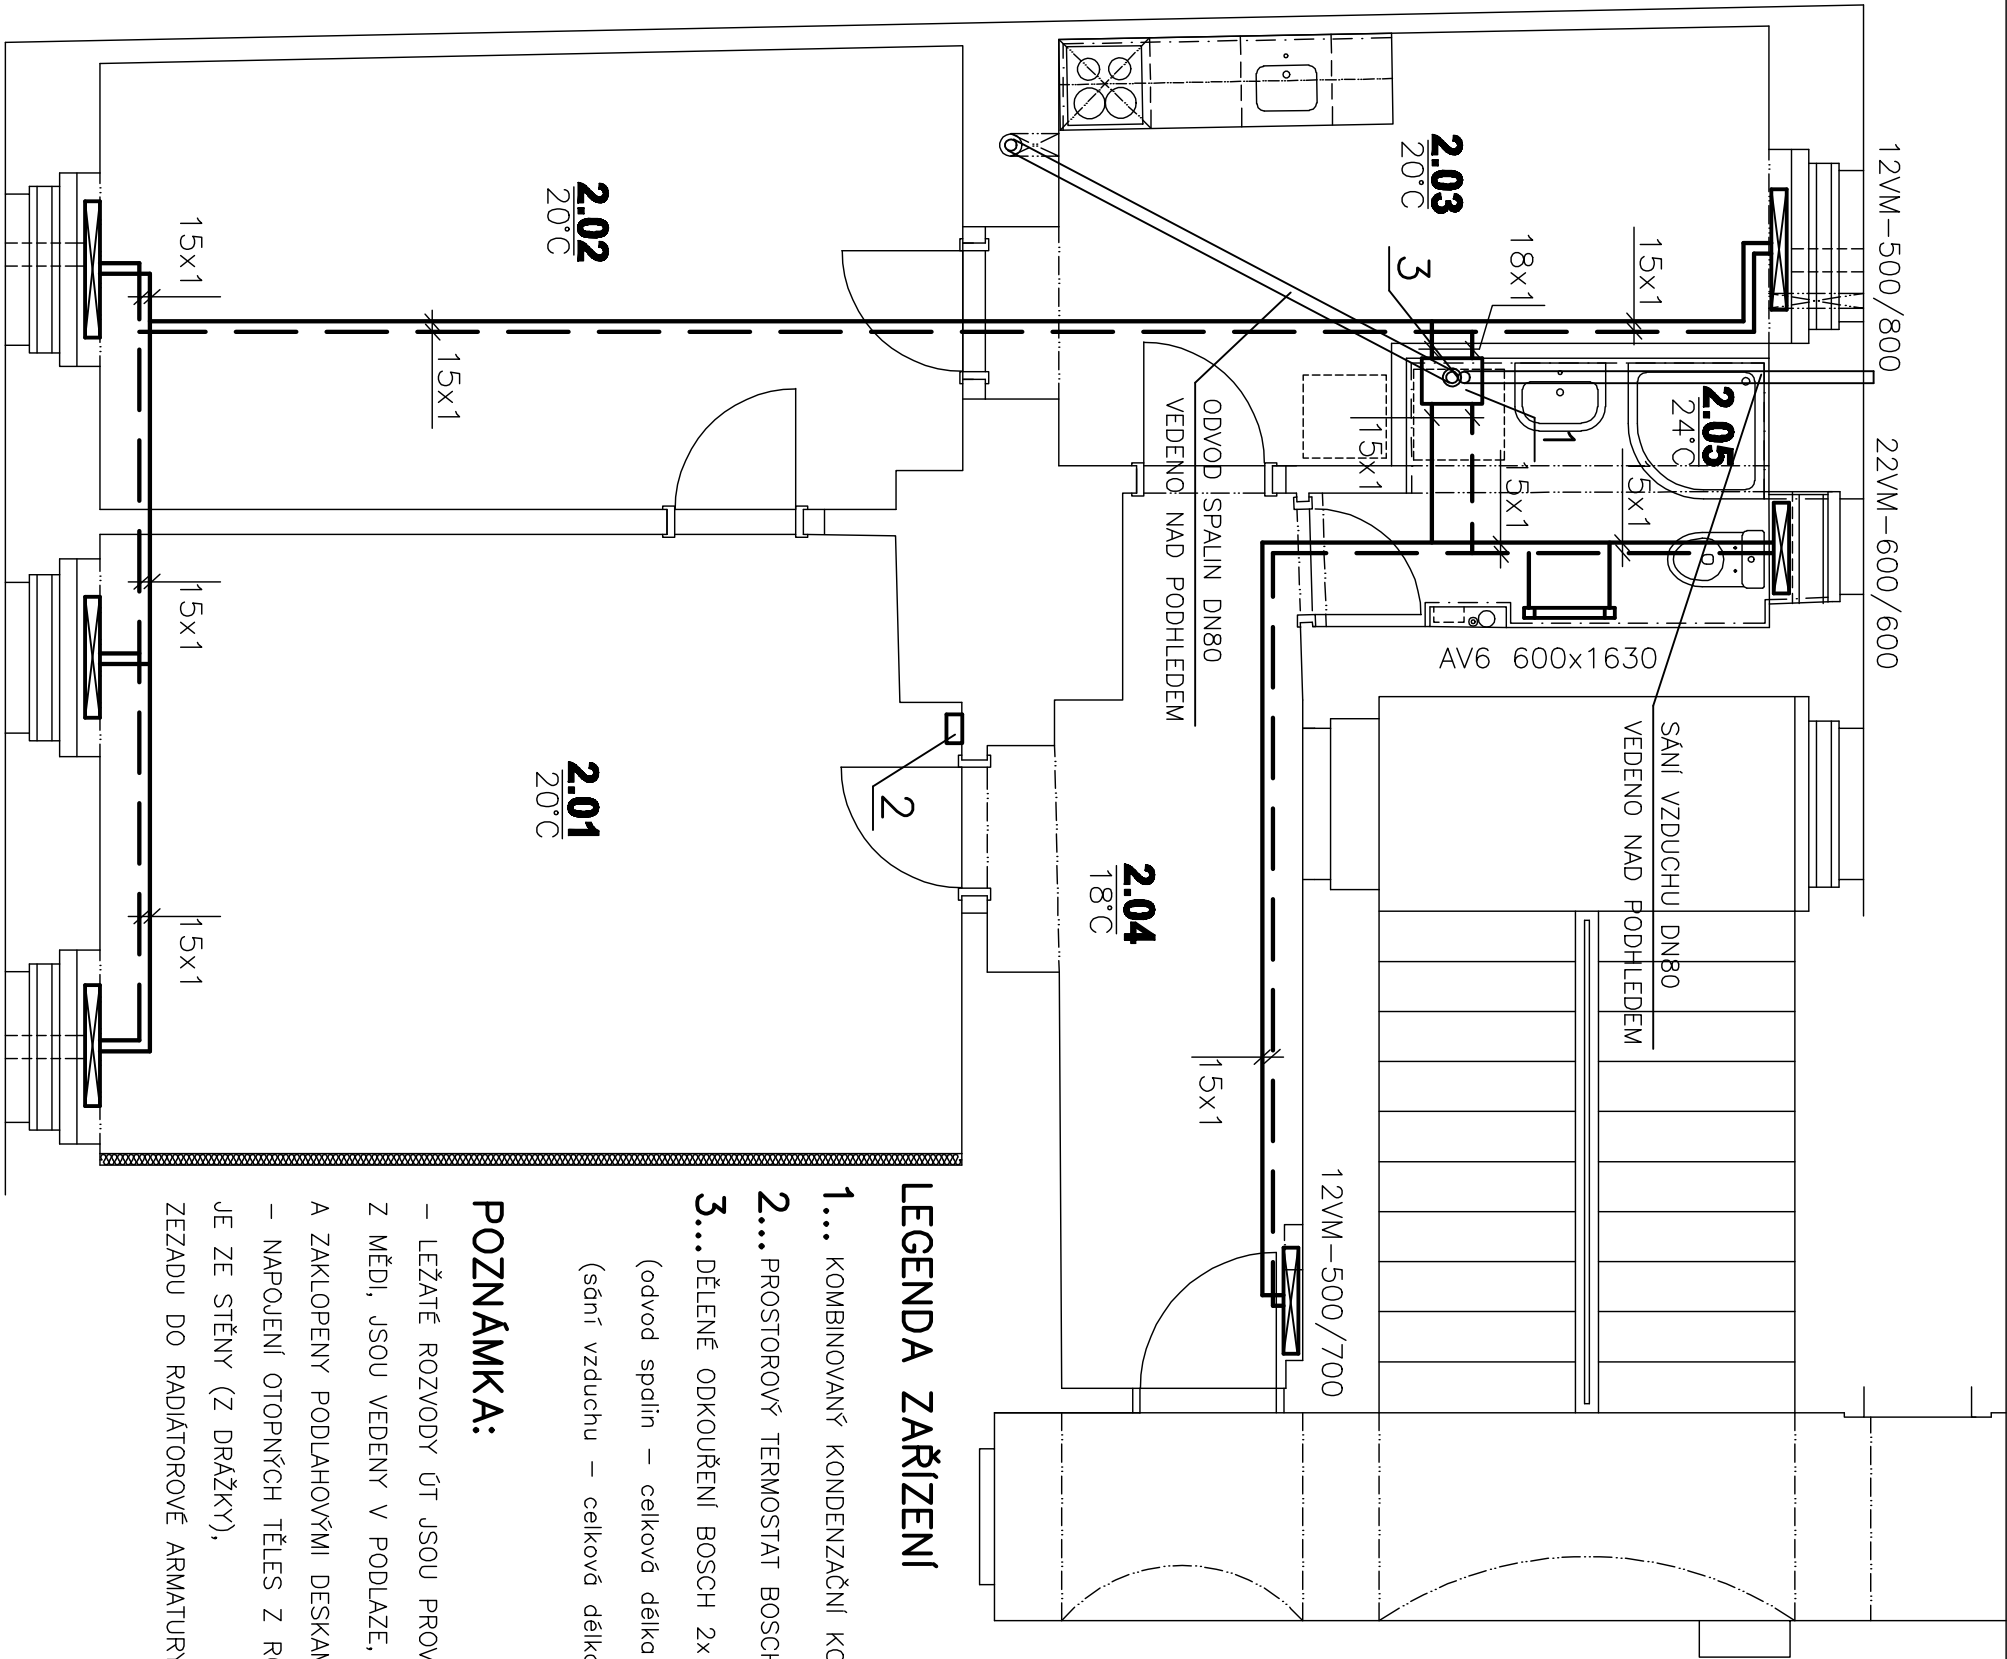 12VM-500/800
22VM-600/600
2.03
20°C
3
18x1
15x1
2.05
24°C
1
15x1
15x1
15x1
ODVOD SPALIN DN80
VEDENO NAD PODHLEDEM
AV6 600x1630
SÁNÍ VZDUCHU DN80
VEDENO NAD PODHLEDEM
2.02
20°C
15x1
15x1
15x1
15x1
2
2.01
20°C
2.04
18°C
15x1
12VM-500/700
LEGENDA ZAŘÍZENÍ
1... KOMBINOVANÝ KONDENZAČNÍ
2... PROSTOROVÝ TERMOSTAT BOSCH
3... DĚLENÉ ODKOUŘENÍ BOSCH 2x
(odvod spalin - celková délka
(sání vzduchu - celková délka
POZNÁMKA:
- LEŽATÉ ROZVODY ÚT JSOU
Z MĚDI, JSOU VEDENY V PODLAZE,
A ZAKLOPENY PODLAHOVÝMI
- NAPOJENÍ OTOPNÝCH TĚLES Z
JE ZE STĚNY (Z DRÁŽKY),
ZEZADU DO RADIÁTOROVÉ ARMATURY